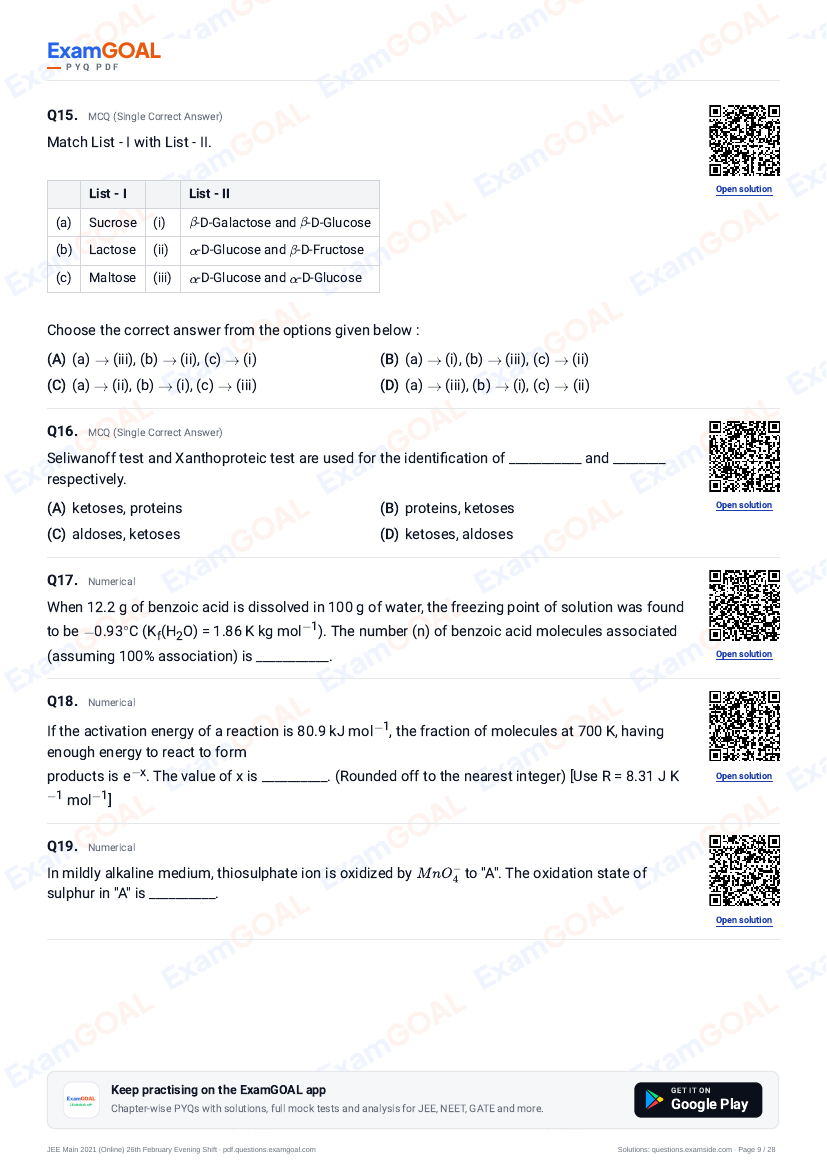 ExamGOAL
PYQ PDF
Q15. MCQ (Single Correct Answer)
Match List - I with List - II.
Open solution
List - I List - II
(a) Sucrose (i) β-D-Galactose and β-D-Glucose
(b) Lactose (ii) α-D-Glucose and β-D-Fructose
(c) Maltose (iii) α-D-Glucose and α-D-Glucose
Choose the correct answer from the options given below :
(A) (a) → (iii), (b) → (ii), (c) → (i)
(B) (a) → (i), (b) → (iii), (c) → (ii)
(C) (a) → (ii), (b) → (i), (c) → (iii)
(D) (a) → (iii), (b) → (i), (c) → (ii)
Q16. MCQ (Single Correct Answer)
Seliwanoff test and Xanthoproteic test are used for the identification of ___________ and ________
respectively.
(A) ketoses, proteins
(B) proteins, ketoses
Open solution
(C) aldoses, ketoses
(D) ketoses, aldoses
Q17. Numerical
When 12.2 g of benzoic acid is dissolved in 100 g of water, the freezing point of solution was found
to be −0.93°C (K_f(H₂O) = 1.86 K kg mol⁻¹). The number (n) of benzoic acid molecules associated
(assuming 100% association) is ___________.
Open solution
Q18. Numerical
If the activation energy of a reaction is 80.9 kJ mol⁻¹, the fraction of molecules at 700 K, having
enough energy to react to form
products is e⁻ˣ. The value of x is __________. (Rounded off to the nearest integer) [Use R = 8.31 J K
⁻¹ mol⁻¹]
Open solution
Q19. Numerical
In mildly alkaline medium, thiosulphate ion is oxidized by MnO₄⁻ to "A". The oxidation state of
sulphur in "A" is __________.
Open solution
Keep practising on the ExamGOAL app
Chapter-wise PYQs with solutions, full mock tests and analysis for JEE, NEET, GATE and more.
GET IT ON
Google Play
JEE Main 2021 (Online) 26th February Evening Shift · pdf.questions.examgoal.com
Solutions: questions.examside.com · Page 9 / 28